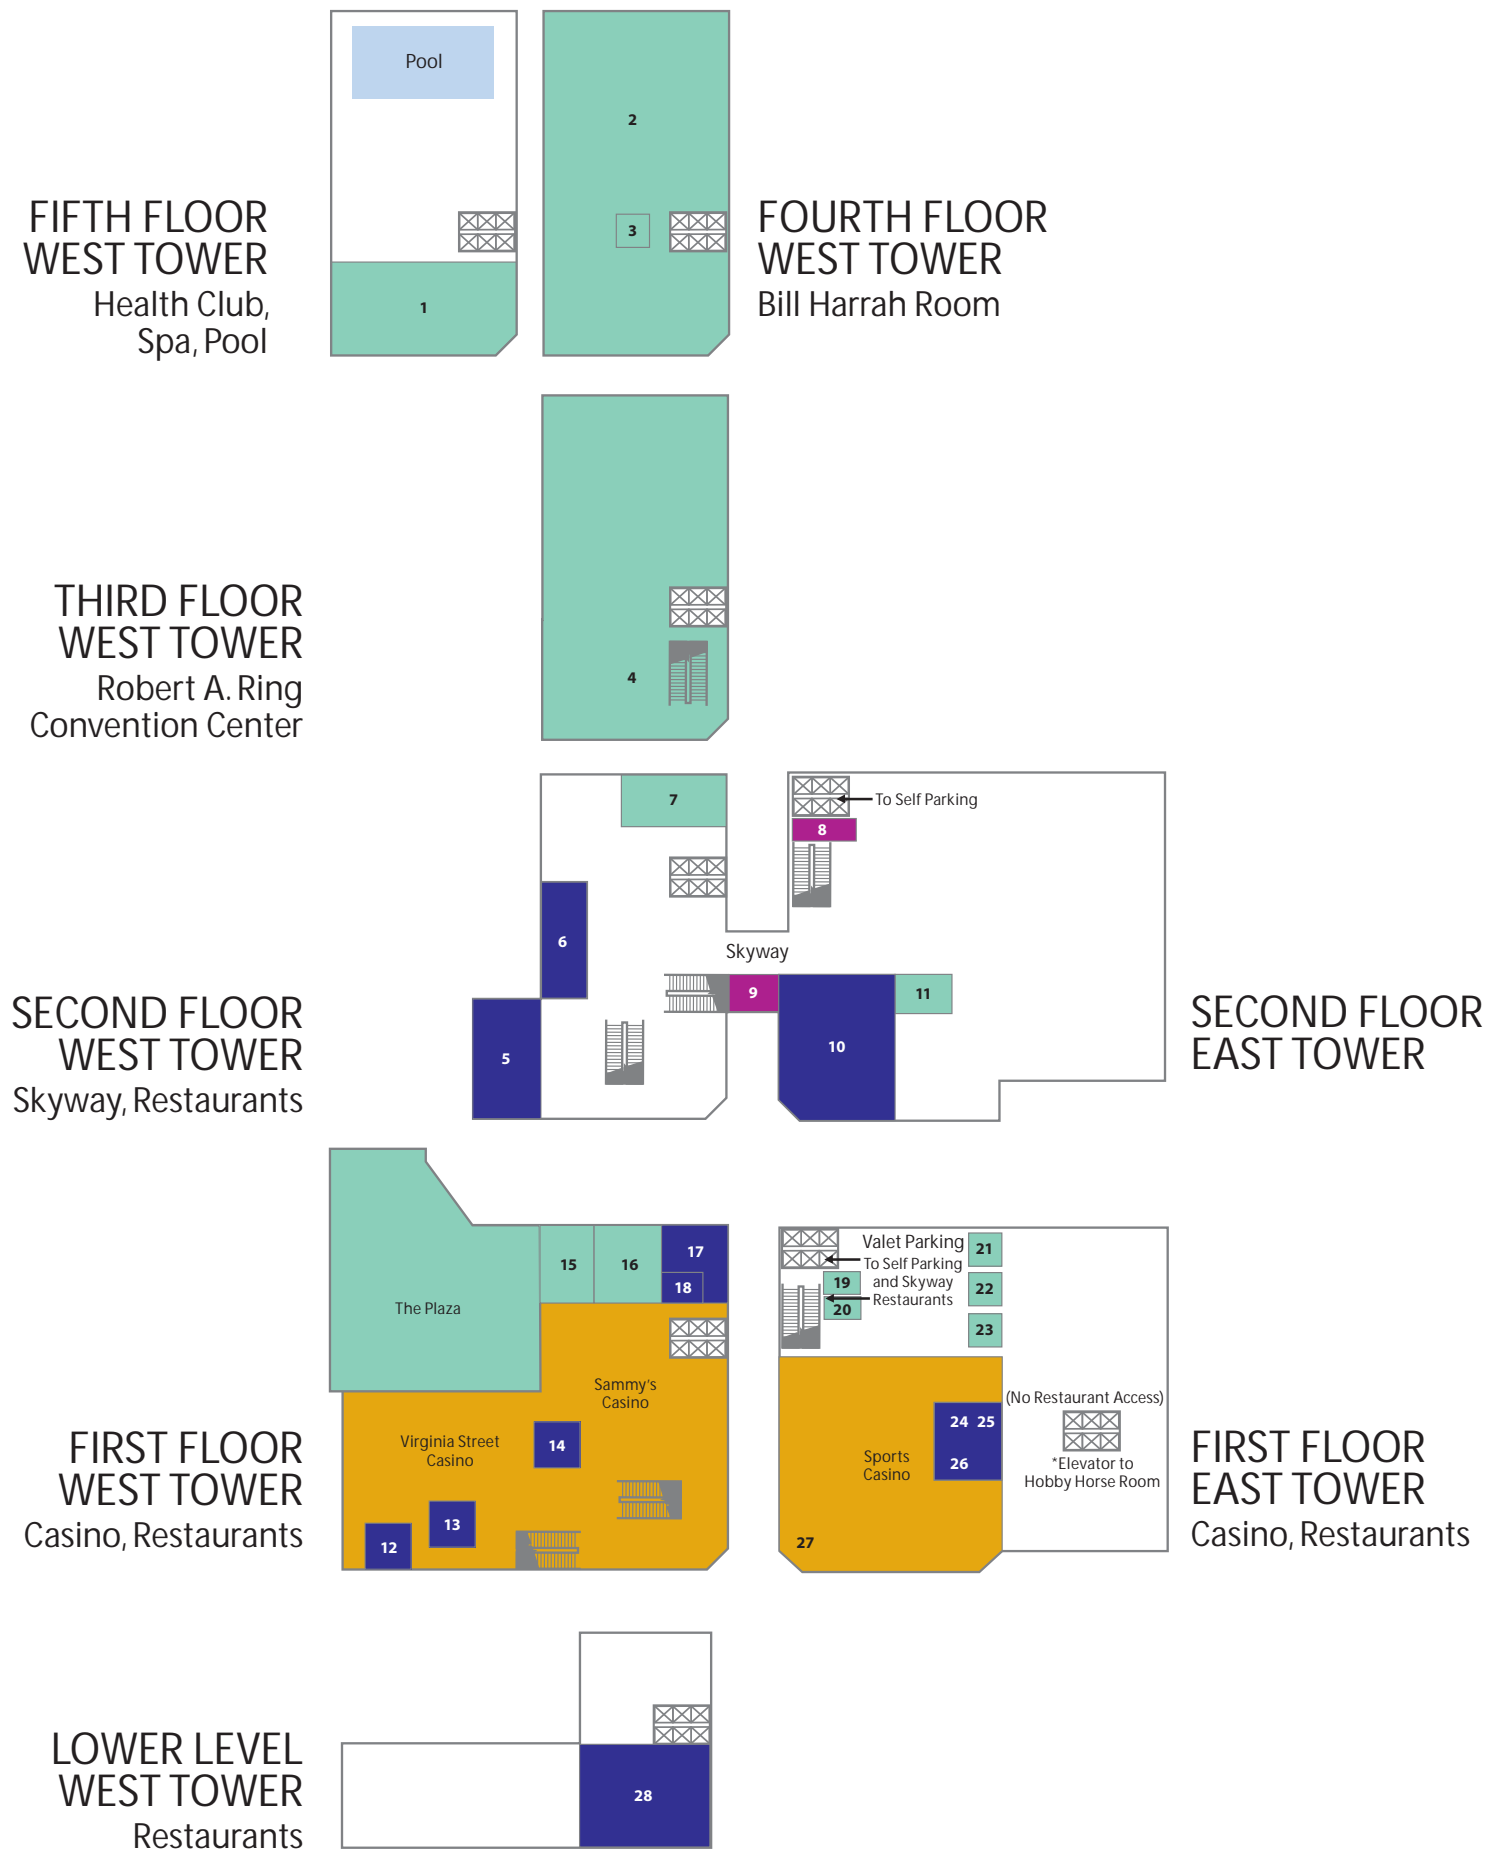 Pool
1
2
3
FIFTH FLOOR
WEST TOWER
Health Club,
Spa, Pool
FOURTH FLOOR
WEST TOWER
Bill Harrah Room
THIRD FLOOR
WEST TOWER
Robert A. Ring
Convention Center
4
7
To Self Parking
8
6
Skyway
9
11
5
10
SECOND FLOOR
WEST TOWER
Skyway, Restaurants
SECOND FLOOR
EAST TOWER
The Plaza
15
16
17
18
Sammy's
Casino
Virginia Street
Casino
14
13
12
Valet Parking
To Self Parking
and Skyway
Restaurants
19
20
21
22
23
(No Restaurant Access)
*Elevator to
Hobby Horse Room
24 25
26
Sports
Casino
27
FIRST FLOOR
WEST TOWER
Casino, Restaurants
FIRST FLOOR
EAST TOWER
Casino, Restaurants
LOWER LEVEL
WEST TOWER
Restaurants
28